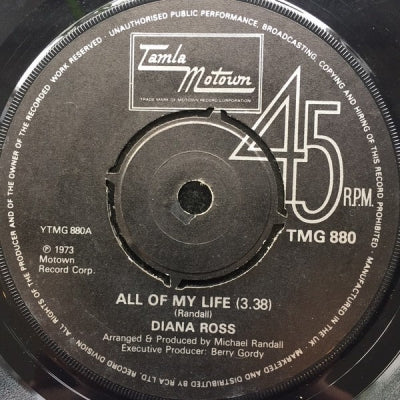 UNAUTHORISED PUBLIC PERFORMANCE, BROADCASTING, COPYING AND HIRING OF THIS RECORD PROHIBITED
ALL RIGHTS OF THE PRODUCER AND OF THE OWNER OF THE RECORDED WORK RESERVED
Tamla
Motown
TRADE MARK OF MOTOWN RECORD CORPORATION
45
R.P.M.
YTMG 880A
TMG 880
℗ 1973
Motown
Record Corp.
ALL OF MY LIFE (3.38)
(Randall)
DIANA ROSS
Arranged & Produced by Michael Randall
Executive Producer: Berry Gordy
MARKETED AND DISTRIBUTED BY RCA LTD. RECORD DIVISION
MANUFACTURED IN THE UK.